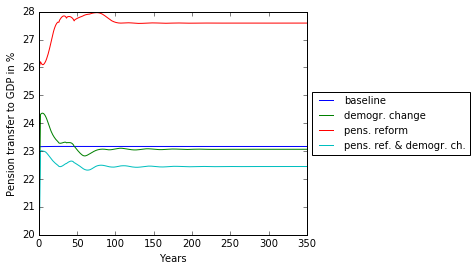 28
27
26
25
24
23
22
21
20
Pension transfer to GDP in %
0 50 100 150 200 250 300 350
Years
baseline
demogr. change
pens. reform
pens. ref. & demogr. ch.